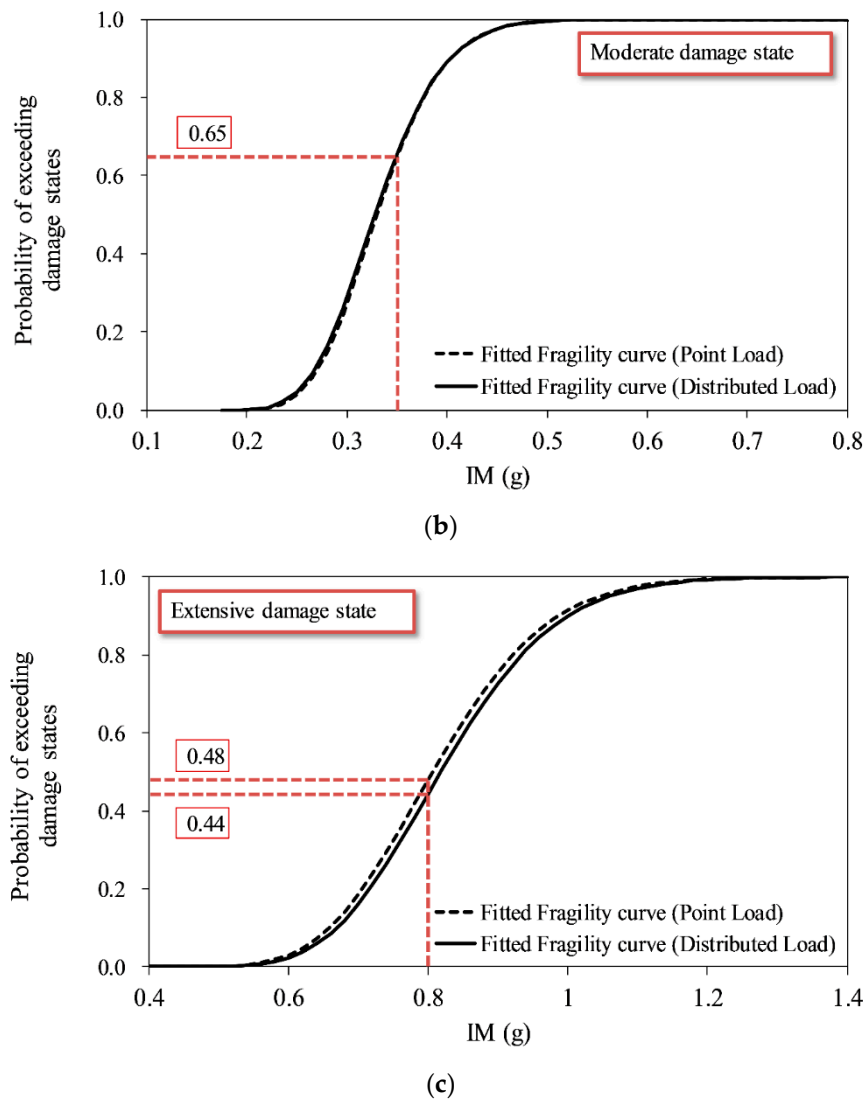 1.0
Moderate damage state
0.8
0.65
0.6
Probability of exceeding
damage states
0.4
0.2
Fitted Fragility curve (Point Load)
Fitted Fragility curve (Distributed Load)
0.0
0.1 0.2 0.3 0.4 0.5 0.6 0.7 0.8
IM (g)
(b)
1.0
Extensive damage state
0.8
0.6
Probability of exceeding
damage states
0.48
0.44
0.4
0.2
Fitted Fragility curve (Point Load)
Fitted Fragility curve (Distributed Load)
0.0
0.4 0.6 0.8 1 1.2 1.4
IM (g)
(c)